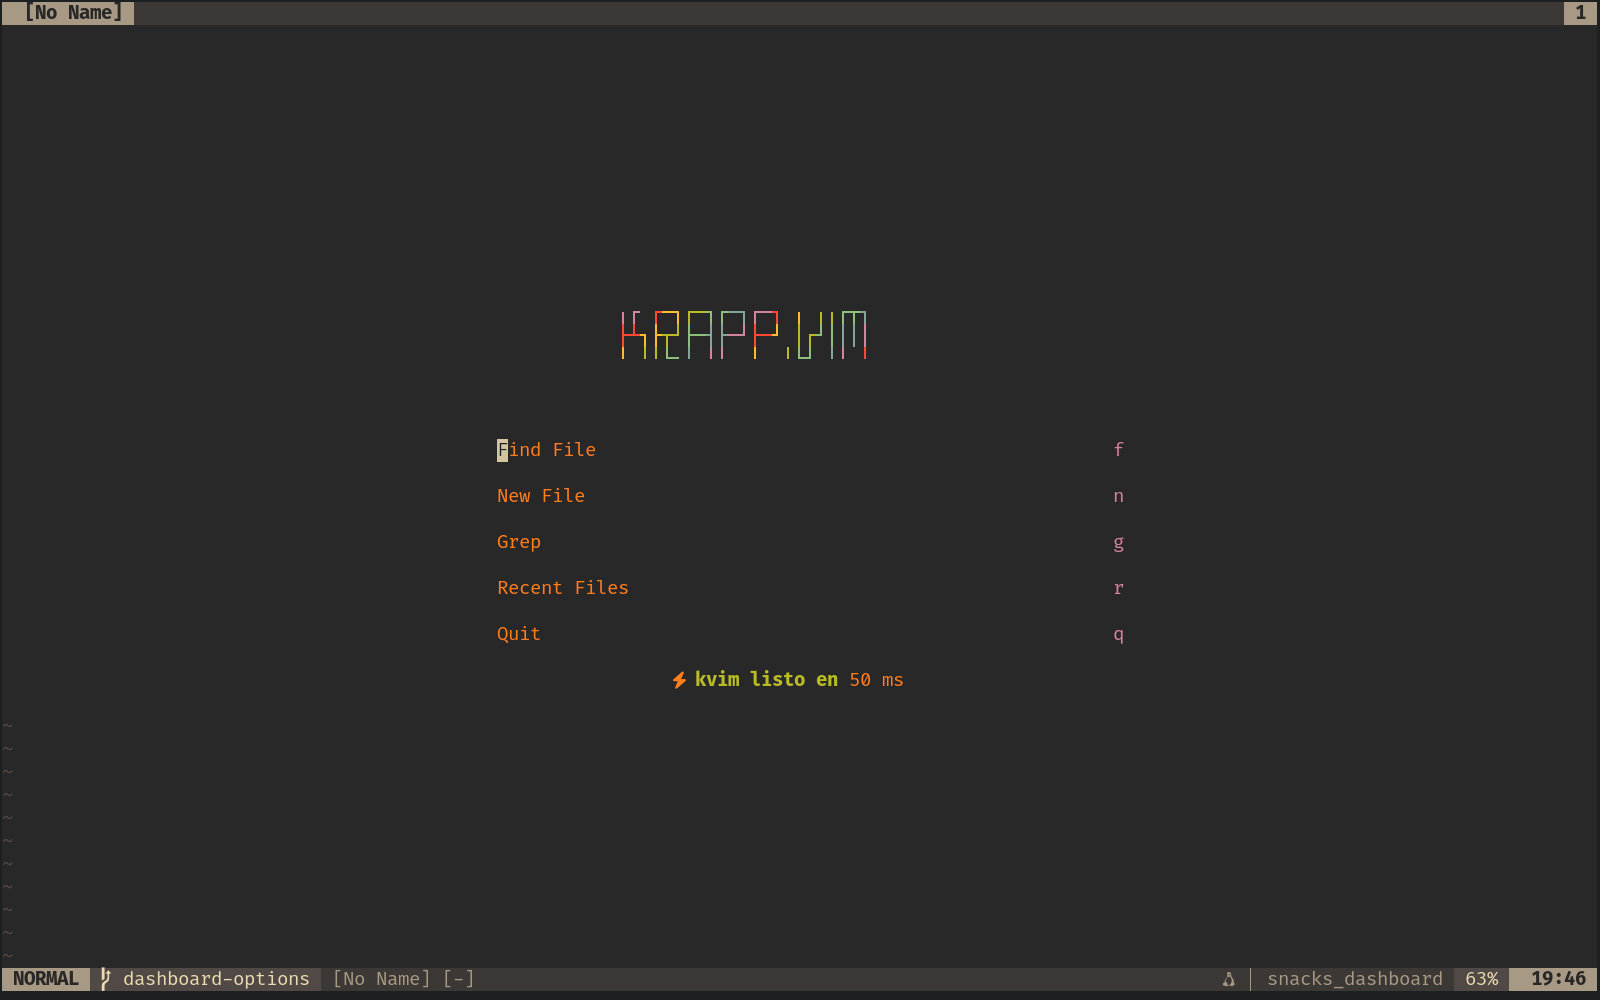 [No Name] 1
KRAPP.VIM
Find File f
New File n
Grep g
Recent Files r
Quit q
kvim listo en 50 ms
~
~
~
~
~
~
~
~
~
~
~
NORMAL dashboard-options [No Name] [-] snacks_dashboard 63% 19:46